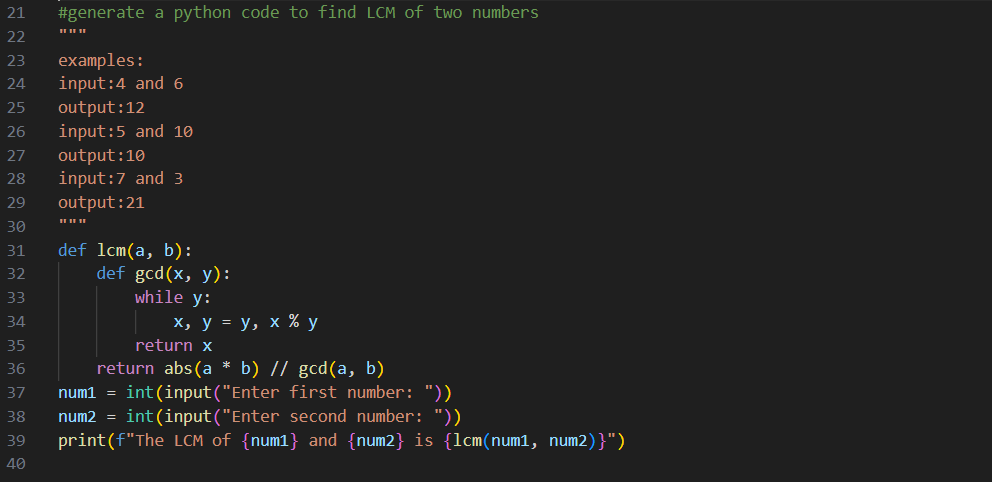 21 #generate a python code to find LCM of two numbers
22 """
23 examples:
24 input:4 and 6
25 output:12
26 input:5 and 10
27 output:10
28 input:7 and 3
29 output:21
30 """
31 def lcm(a, b):
32     def gcd(x, y):
33         while y:
34             x, y = y, x % y
35         return x
36     return abs(a * b) // gcd(a, b)
37 num1 = int(input("Enter first number: "))
38 num2 = int(input("Enter second number: "))
39 print(f"The LCM of {num1} and {num2} is {lcm(num1, num2)}")
40